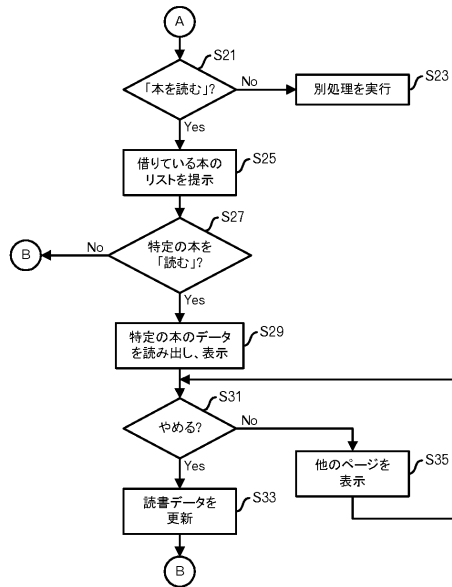 A
S21
「本を読む」?
No
S23
別処理を実行
Yes
S25
借りている本の
リストを提示
S27
特定の本を
「読む」?
No
B
Yes
S29
特定の本のデータ
を読み出し、表示
S31
やめる?
No
Yes
S35
他のページを
表示
S33
読書データを
更新
B